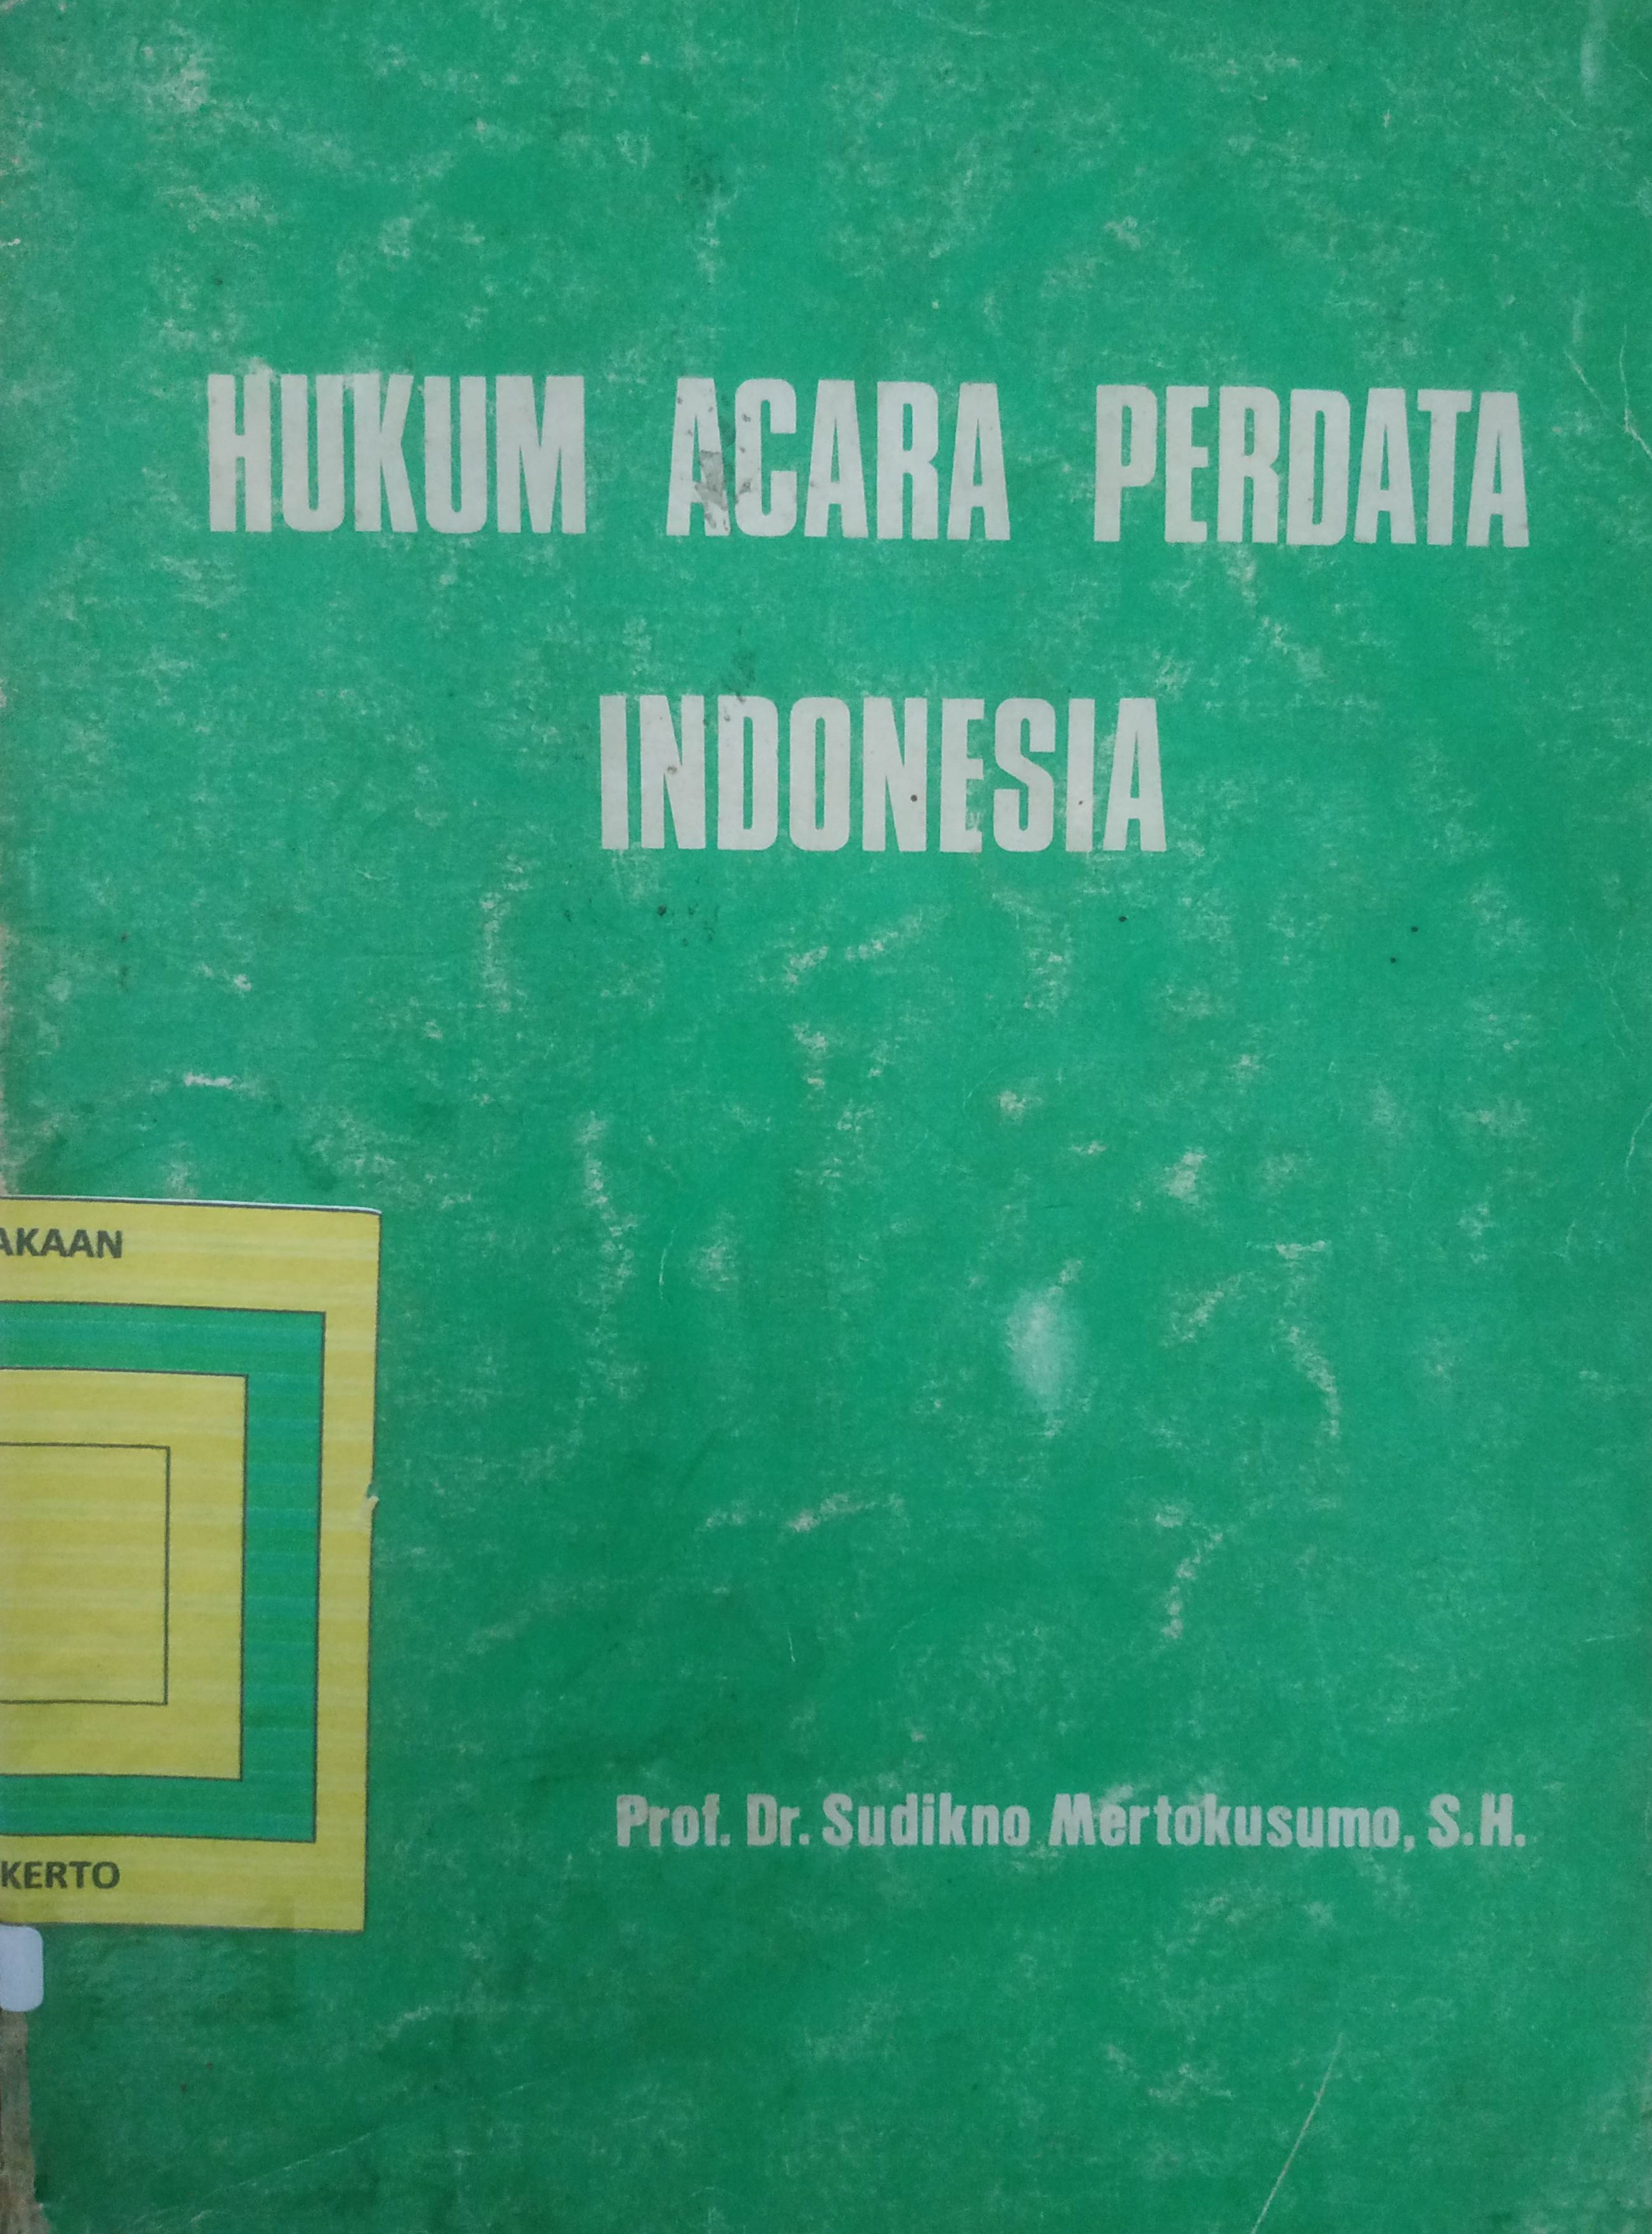 HUKUM ACARA PERDATA
INDONESIA
AKAAN
KERTO
Prof. Dr. Sudikno Mertokusumo, S.H.